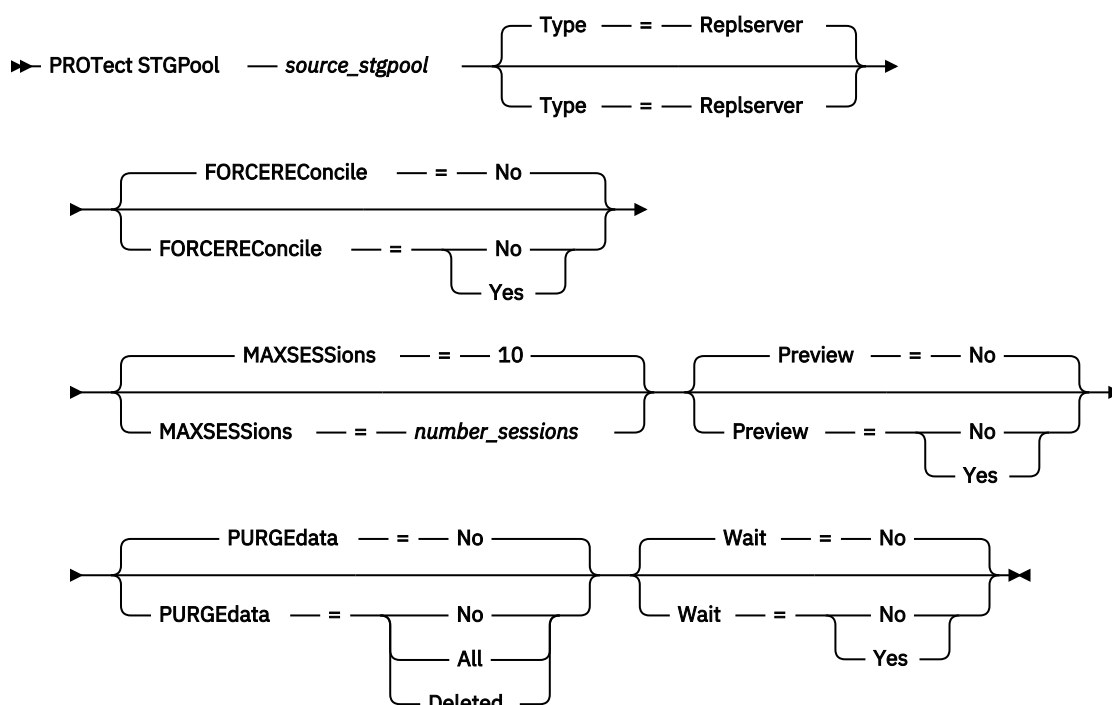 Type = Replserver
PROTect STGPool source_stgpool
Type = Replserver
FORCEREConcile = No
FORCEREConcile = No
Yes
MAXSESSions = 10 Preview = No
MAXSESSions = number_sessions Preview = No
Yes
PURGEdata = No Wait = No
PURGEdata = No Wait = No
All Yes
Deleted